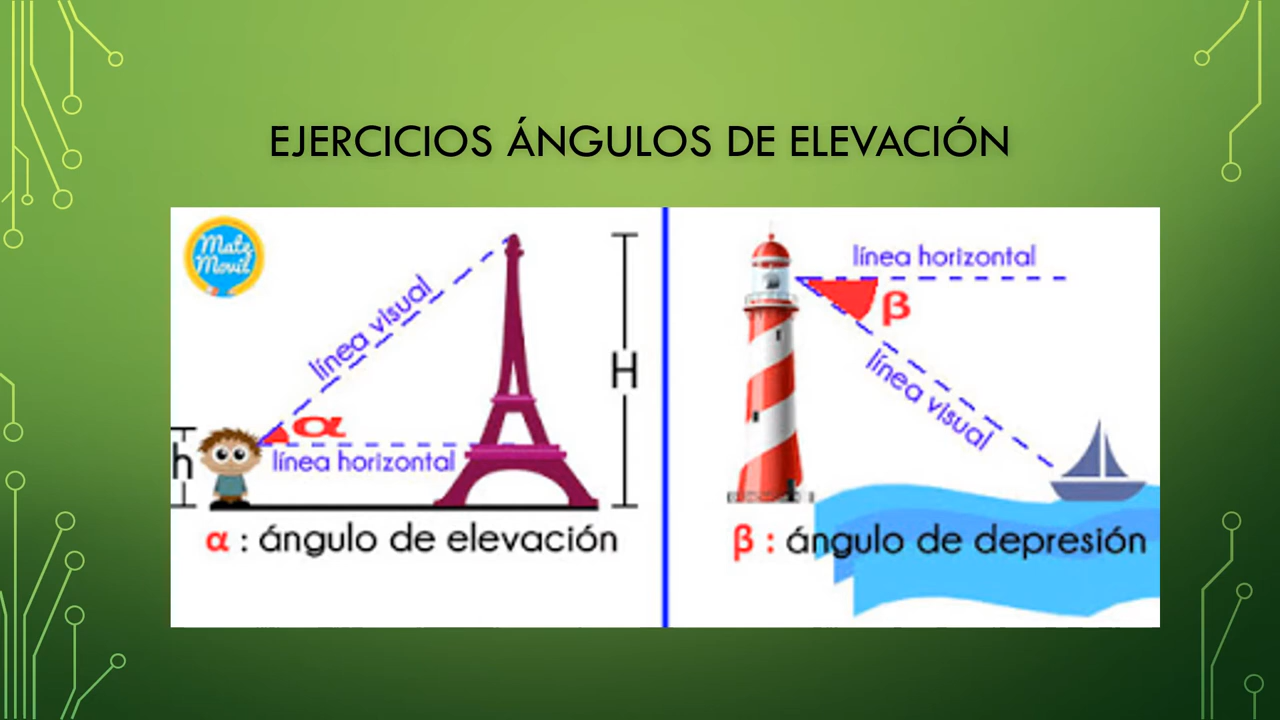 EJERCICIOS ÁNGULOS DE ELEVACIÓN
Mate
Movil
línea visual
α
línea horizontal
h
H
α : ángulo de elevación
línea horizontal
β
línea visual
β : ángulo de depresión